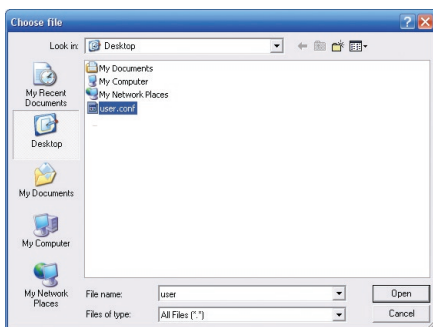 Choose file
Look in:
Desktop
My Recent
Documents
Desktop
My Documents
My Computer
My Network
Places
My Documents
My Computer
My Network Places
user.conf
File name:
user
Open
Files of type:
All Files (*.*)
Cancel